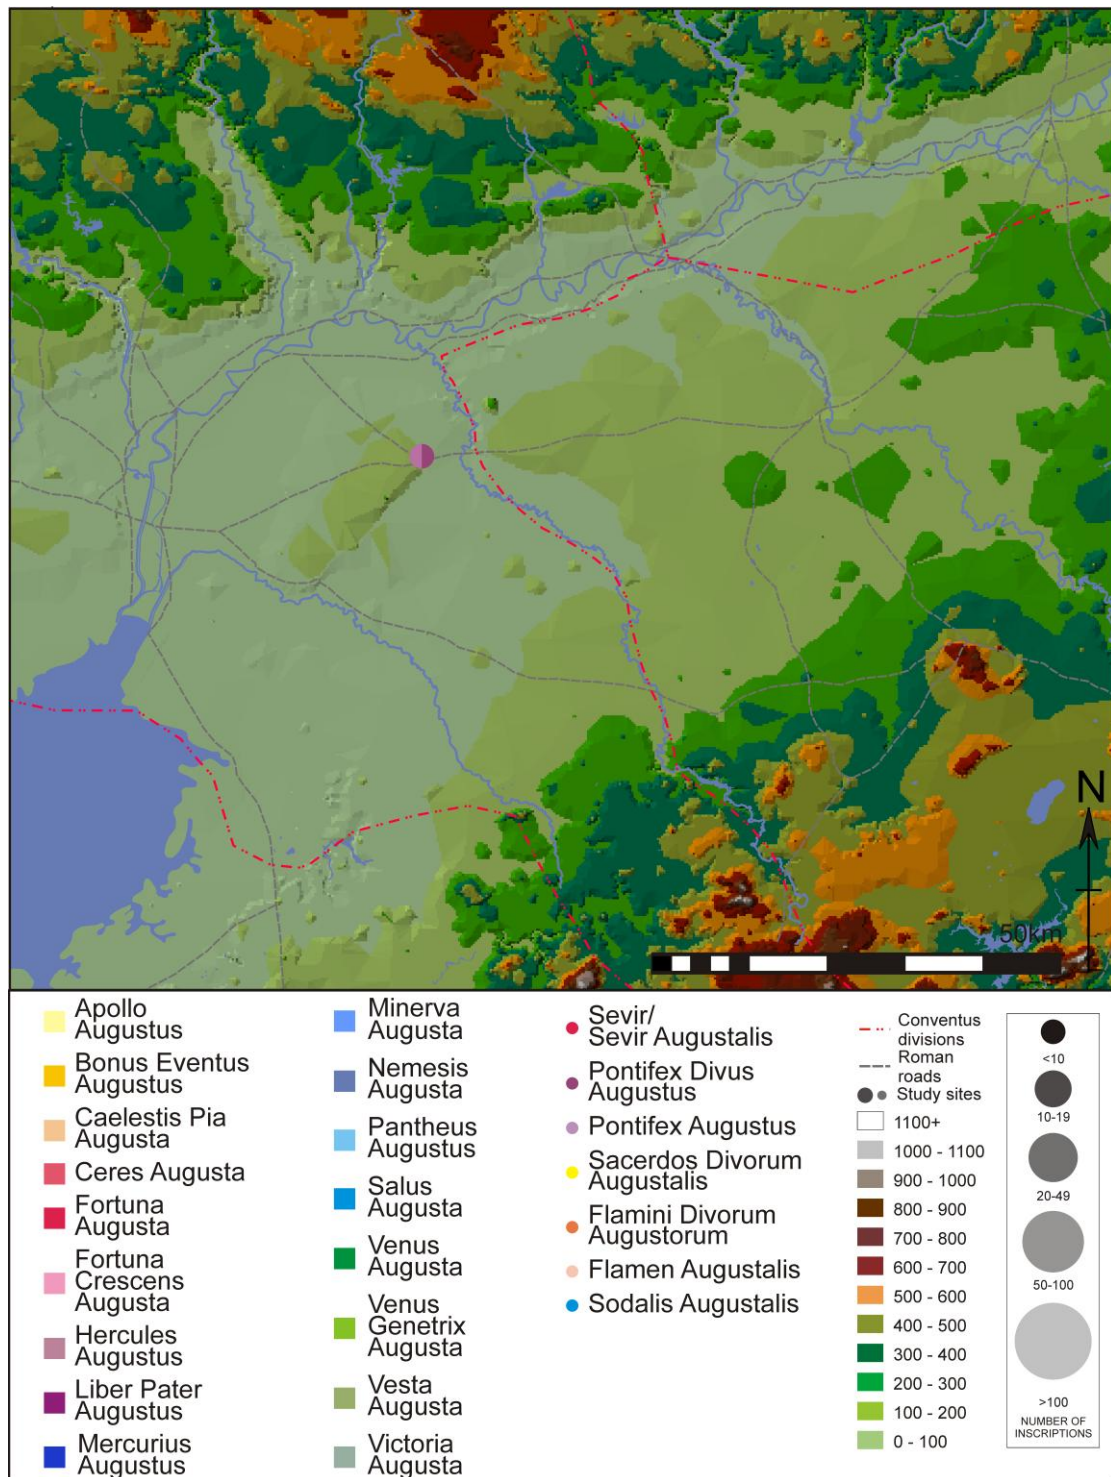 N
50km
Apollo
Augustus
Bonus Eventus
Augustus
Caelestis Pia
Augusta
Ceres Augusta
Fortuna
Augusta
Fortuna
Crescens
Augusta
Hercules
Augustus
Liber Pater
Augustus
Mercurius
Augustus
Minerva
Augusta
Nemesis
Augusta
Pantheus
Augustus
Salus
Augusta
Venus
Augusta
Venus
Genetrix
Augusta
Vesta
Augusta
Victoria
Augusta
Sevir/
Sevir Augustalis
Pontifex Divus
Augustus
Pontifex Augustus
Sacerdos Divorum
Augustalis
Flamini Divorum
Augustorum
Flamen Augustalis
Sodalis Augustalis
Conventus
divisions
Roman
roads
Study sites
1100+
1000 - 1100
900 - 1000
800 - 900
700 - 800
600 - 700
500 - 600
400 - 500
300 - 400
200 - 300
100 - 200
0 - 100
<10
10-19
20-49
50-100
>100
NUMBER OF
INSCRIPTIONS